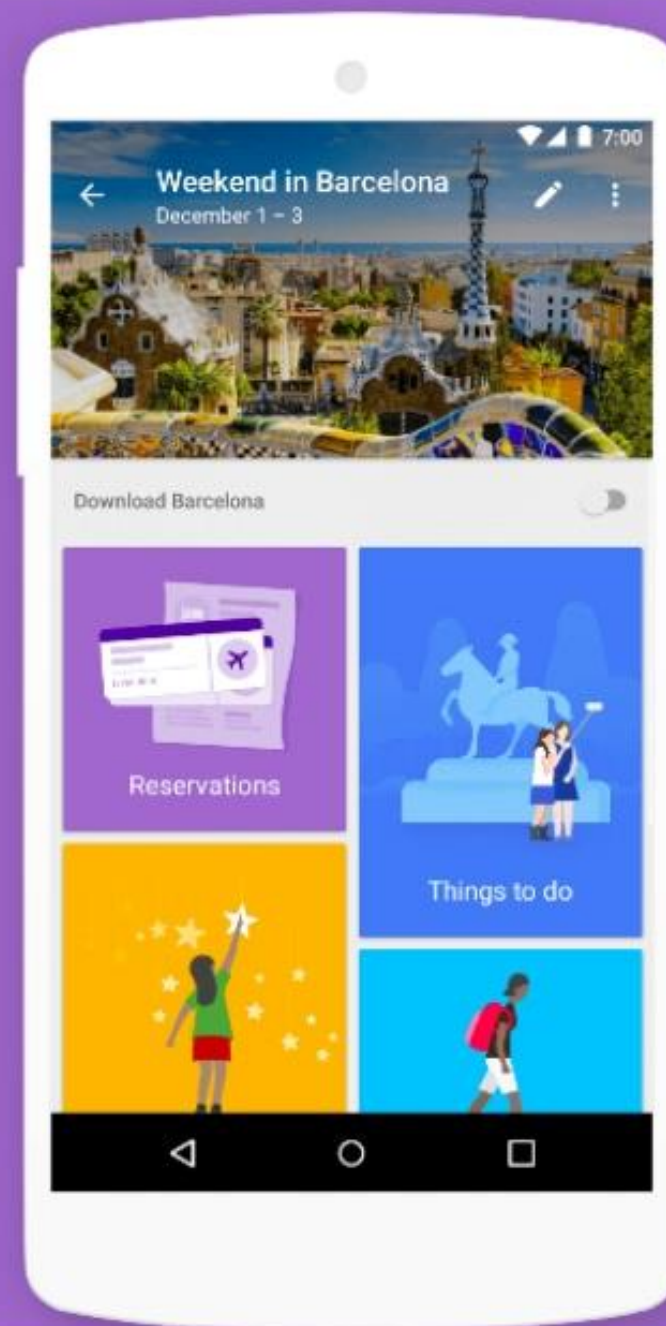 7:00
Weekend in Barcelona
December 1 – 3
Download Barcelona
Reservations
Things to do